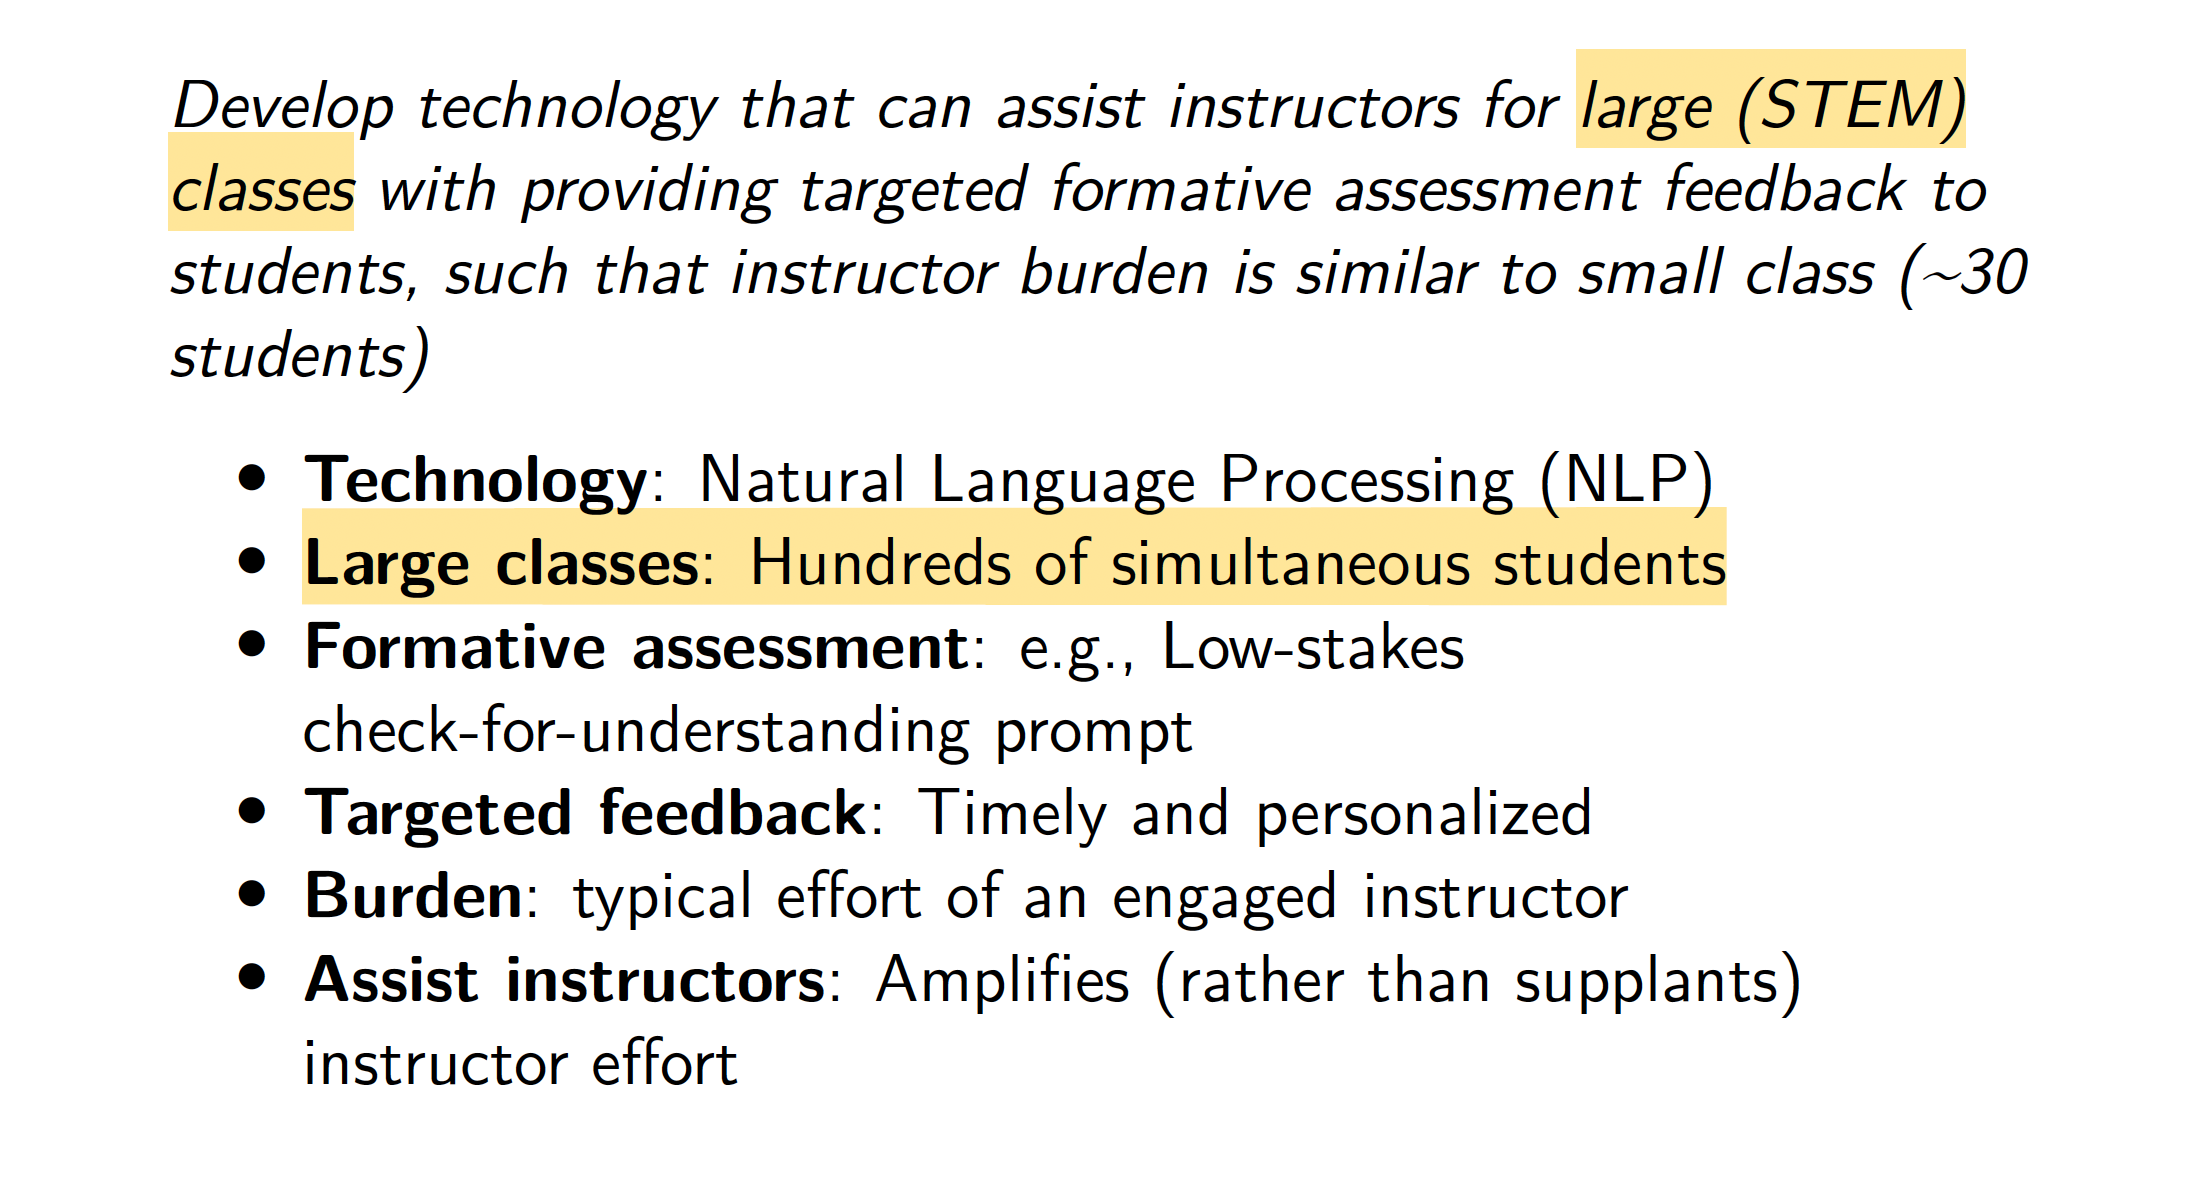 Develop technology that can assist instructors for large (STEM)
classes with providing targeted formative assessment feedback to
students, such that instructor burden is similar to small class (~30
students)
• Technology: Natural Language Processing (NLP)
• Large classes: Hundreds of simultaneous students
• Formative assessment: e.g., Low-stakes
check-for-understanding prompt
• Targeted feedback: Timely and personalized
• Burden: typical effort of an engaged instructor
• Assist instructors: Amplifies (rather than supplants)
instructor effort